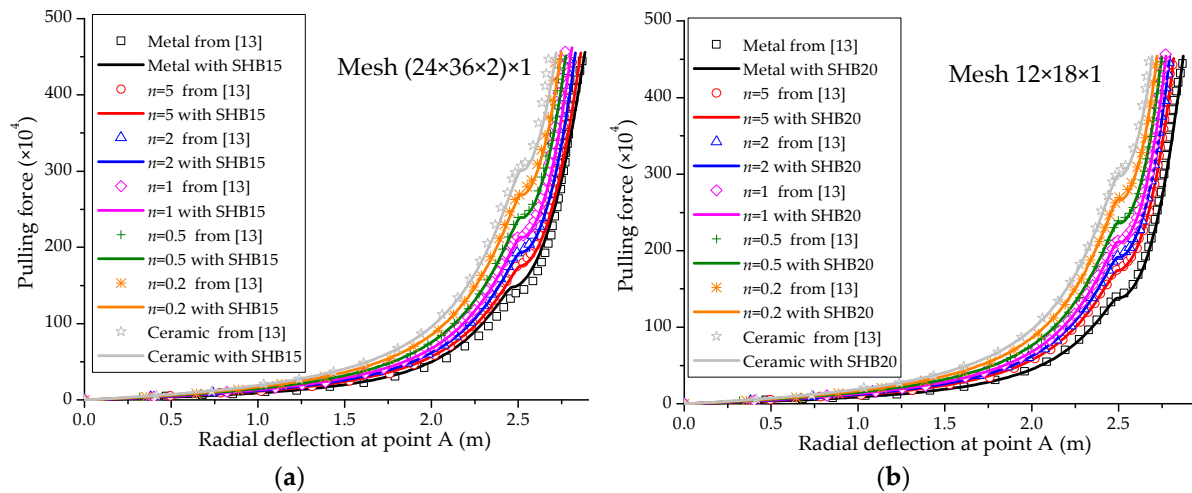 500
400
300
200
100
0
Pulling force (×10⁴)
Metal from [13]
Metal with SHB15
n=5 from [13]
n=5 with SHB15
n=2 from [13]
n=2 with SHB15
n=1 from [13]
n=1 with SHB15
n=0.5 from [13]
n=0.5 with SHB15
n=0.2 from [13]
n=0.2 with SHB15
Ceramic from [13]
Ceramic with SHB15
Mesh (24×36×2)×1
0.0 0.5 1.0 1.5 2.0 2.5
Radial deflection at point A (m)
(a)
500
400
300
200
100
0
Pulling force (×10⁴)
Metal from [13]
Metal with SHB20
n=5 from [13]
n=5 with SHB20
n=2 from [13]
n=2 with SHB20
n=1 from [13]
n=1 with SHB20
n=0.5 from [13]
n=0.5 with SHB20
n=0.2 from [13]
n=0.2 with SHB20
Ceramic from [13]
Ceramic with SHB20
Mesh 12×18×1
0.0 0.5 1.0 1.5 2.0 2.5
Radial deflection at point A (m)
(b)